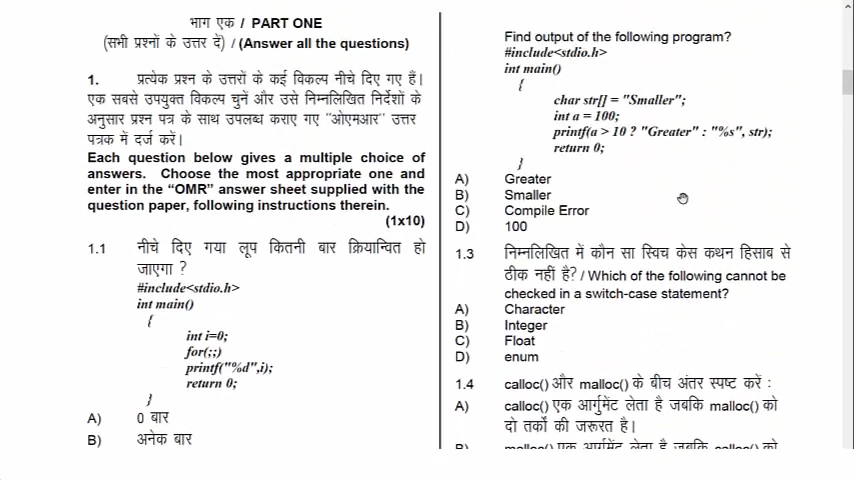 भाग एक / PART ONE
(सभी प्रश्नों के उत्तर दें) / (Answer all the questions)
1. प्रत्येक प्रश्न के उत्तरों के कई विकल्प नीचे दिए गए हैं।
एक सबसे उपयुक्त विकल्प चुनें और उसे निम्नलिखित निर्देशों के
अनुसार प्रश्न पत्र के साथ उपलब्ध कराए गए "ओएमआर" उत्तर
पत्रक में दर्ज करें।
Each question below gives a multiple choice of
answers. Choose the most appropriate one and
enter in the "OMR" answer sheet supplied with the
question paper, following instructions therein.
(1x10)
1.1 नीचे दिए गया लूप कितनी बार क्रियान्वित हो
जाएगा ?
#include<stdio.h>
int main()
{
int i=0;
for(;;)
printf("%d",i);
return 0;
}
A) 0 बार
B) अनेक बार
Find output of the following program?
#include<stdio.h>
int main()
{
char str[] = "Smaller";
int a = 100;
printf(a > 10 ? "Greater" : "%s", str);
return 0;
}
A) Greater
B) Smaller
C) Compile Error
D) 100
1.3 निम्नलिखित में कौन सा स्विच केस कथन हिसाब से
ठीक नहीं है? / Which of the following cannot be
checked in a switch-case statement?
A) Character
B) Integer
C) Float
D) enum
1.4 calloc() और malloc() के बीच अंतर स्पष्ट करें :
A) calloc() एक आर्गुमेंट लेता है जबकि malloc() को
दो तर्कों की जरूरत है।
B) malloc() एक आर्गुमेंट लेता है जबकि calloc() को